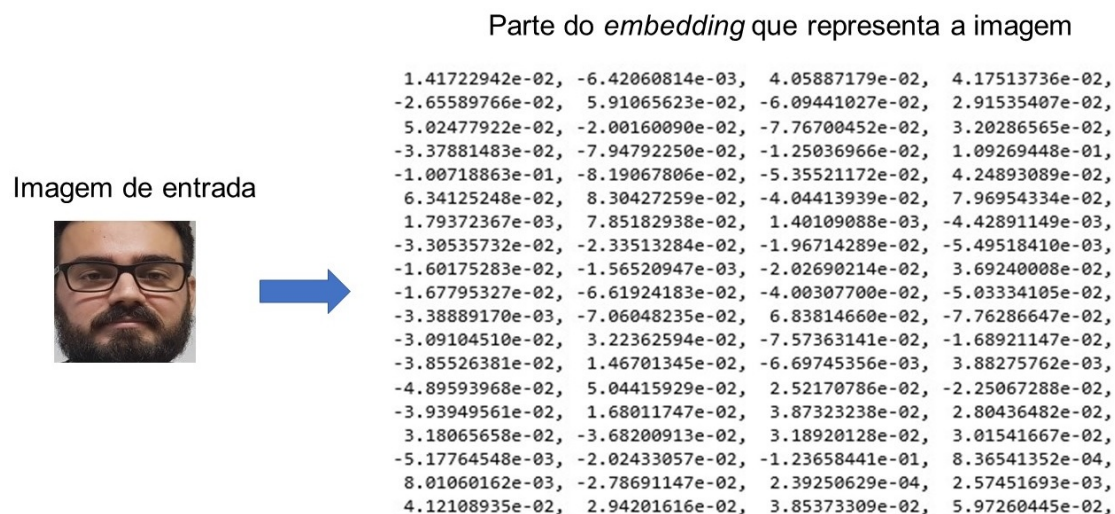 Parte do embedding que representa a imagem
1.41722942e-02, -6.42060814e-03, 4.05887179e-02, 4.17513736e-02,
-2.65589766e-02, 5.91065623e-02, -6.09441027e-02, 2.91535407e-02,
5.02477922e-02, -2.00160090e-02, -7.76700452e-02, 3.20286565e-02,
-3.37881483e-02, -7.94792250e-02, -1.25036966e-02, 1.09269448e-01,
-1.00718863e-01, -8.19067806e-02, -5.35521172e-02, 4.24893089e-02,
Imagem de entrada
6.34125248e-02, 8.30427259e-02, -4.04413939e-02, 7.96954334e-02,
1.79372367e-03, 7.85182938e-02, 1.40109088e-03, -4.42891149e-03,
-3.30535732e-02, -2.33513284e-02, -1.96714289e-02, -5.49518410e-03,
-1.60175283e-02, -1.56520947e-03, -2.02690214e-02, 3.69240008e-02,
-1.67795327e-02, -6.61924183e-02, -4.00307700e-02, -5.03334105e-02,
-3.38889170e-03, -7.06048235e-02, 6.83814660e-02, -7.76286647e-02,
-3.09104510e-02, 3.22362594e-02, -7.57363141e-02, -1.68921147e-02,
-3.85526381e-02, 1.46701345e-02, -6.69745356e-03, 3.88275762e-03,
-4.89593968e-02, 5.04415929e-02, 2.52170786e-02, -2.25067288e-02,
-3.93949561e-02, 1.68011747e-02, 3.87323238e-02, 2.80436482e-02,
3.18065658e-02, -3.68200913e-02, 3.18920128e-02, 3.01541667e-02,
-5.17764548e-03, -2.02433057e-02, -1.23658441e-01, 8.36541352e-04,
8.01060162e-03, -2.78691147e-02, 2.39250629e-04, 2.57451693e-03,
4.12108935e-02, 2.94201616e-02, 3.85373309e-02, 5.97260445e-02,